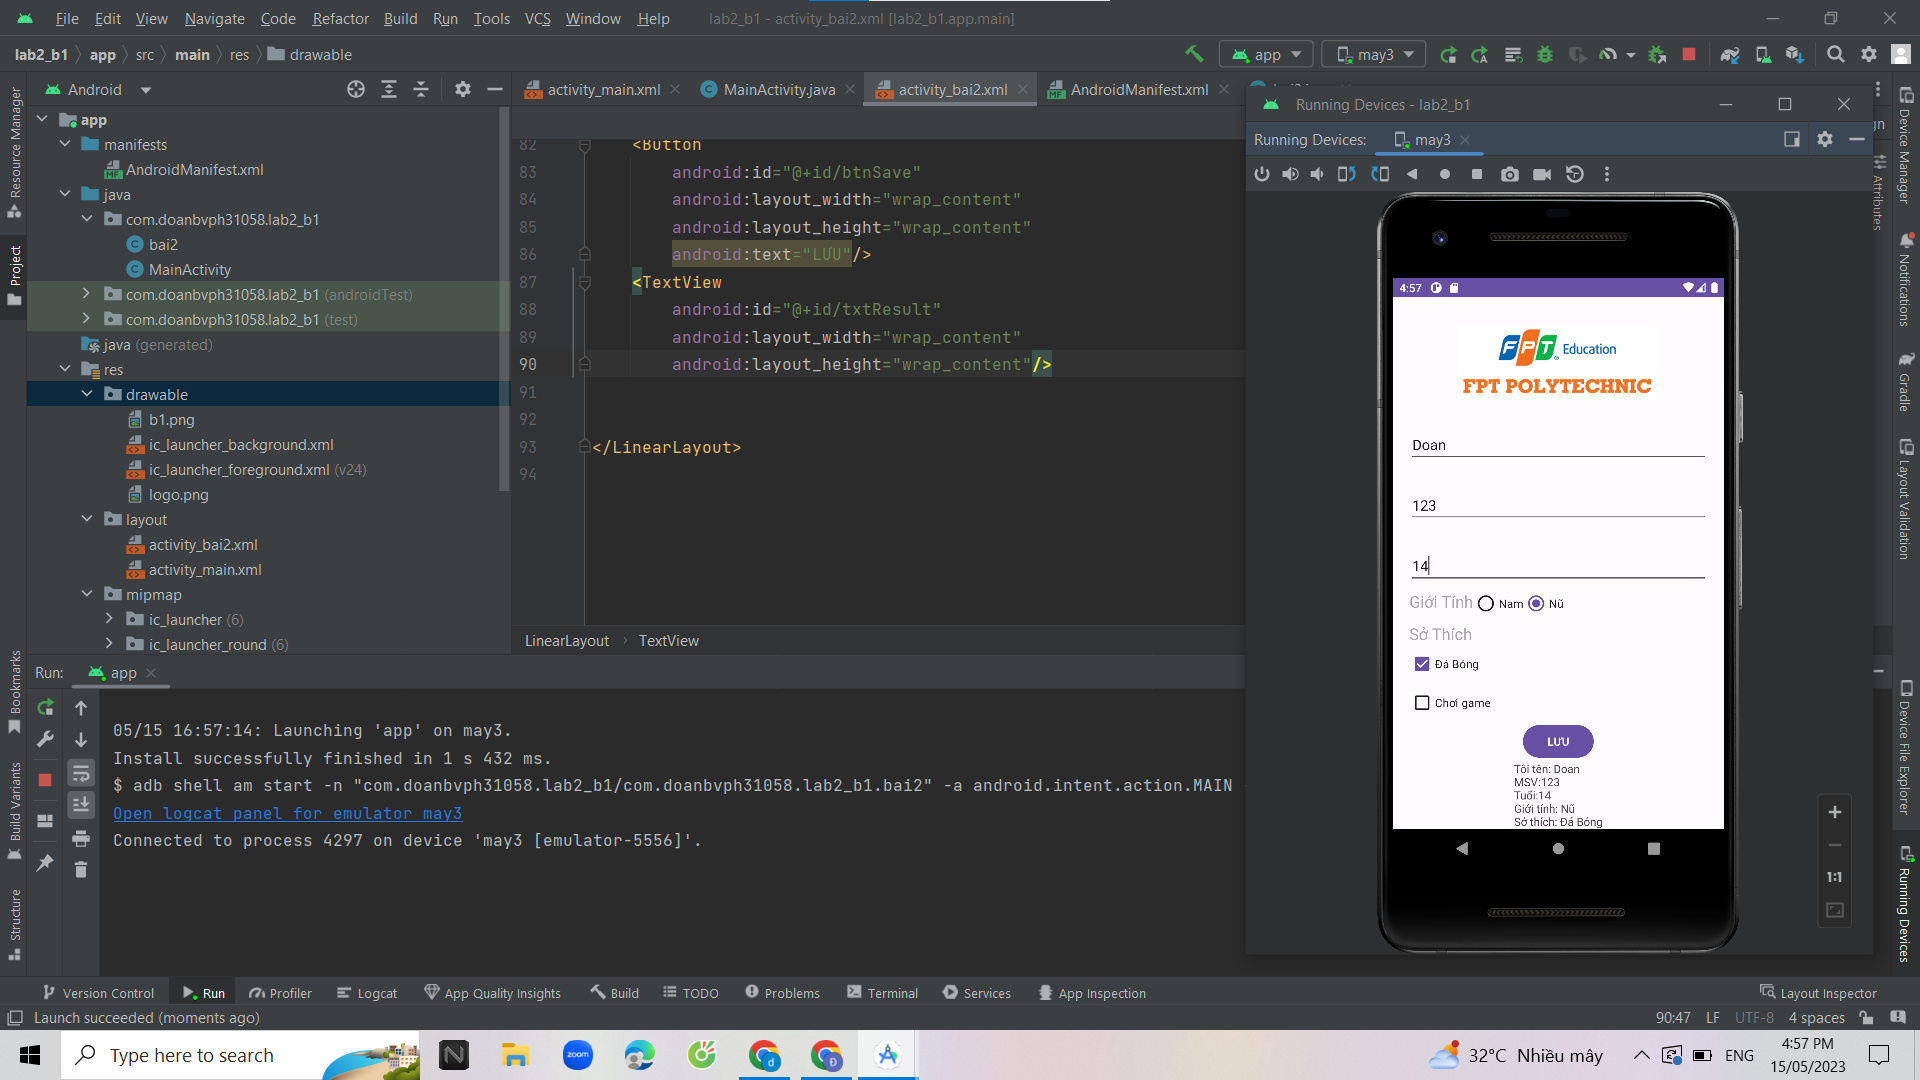 File Edit View Navigate Code Refactor Build Run Tools VCS Window Help lab2_b1 - activity_bai2.xml [lab2_b1.app.main]
lab2_b1 app src main res drawable
app may3
Android
activity_main.xml MainActivity.java activity_bai2.xml AndroidManifest.xml
app
manifests
AndroidManifest.xml
java
com.doanbvph31058.lab2_b1
bai2
MainActivity
com.doanbvph31058.lab2_b1 (androidTest)
com.doanbvph31058.lab2_b1 (test)
java (generated)
res
drawable
b1.png
ic_launcher_background.xml
ic_launcher_foreground.xml (v24)
logo.png
layout
activity_bai2.xml
activity_main.xml
mipmap
ic_launcher (6)
ic_launcher_round (6)
82 <Button
83 android:id="@+id/btnSave"
84 android:layout_width="wrap_content"
85 android:layout_height="wrap_content"
86 android:text="LƯU"/>
87 <TextView
88 android:id="@+id/txtResult"
89 android:layout_width="wrap_content"
90 android:layout_height="wrap_content"/>
91
92
93 </LinearLayout>
94
LinearLayout TextView
Running Devices - lab2_b1
Running Devices: may3
4:57
FPT Education
FPT POLYTECHNIC
Doan
123
14
Giới Tính Nam Nũ
Sở Thích
Đá Bóng
Chơi game
LƯU
Tôi tên: Doan
MSV:123
Tuổi:14
Giới tính: Nũ
Sở thích: Đá Bóng
1:1
Run: app
05/15 16:57:14: Launching 'app' on may3.
Install successfully finished in 1 s 432 ms.
$ adb shell am start -n "com.doanbvph31058.lab2_b1/com.doanbvph31058.lab2_b1.bai2" -a android.intent.action.MAIN
Open logcat panel for emulator may3
Connected to process 4297 on device 'may3 [emulator-5556]'.
Resource Manager
Project
Bookmarks
Build Variants
Structure
Device Manager
Attributes
Notifications
Gradle
Layout Validation
Device File Explorer
Running Devices
Version Control Run Profiler Logcat App Quality Insights Build TODO Problems Terminal Services App Inspection Layout Inspector
Launch succeeded (moments ago) 90:47 LF UTF-8 4 spaces
Type here to search
zoom
32°C Nhiều mây ENG
4:57 PM
15/05/2023